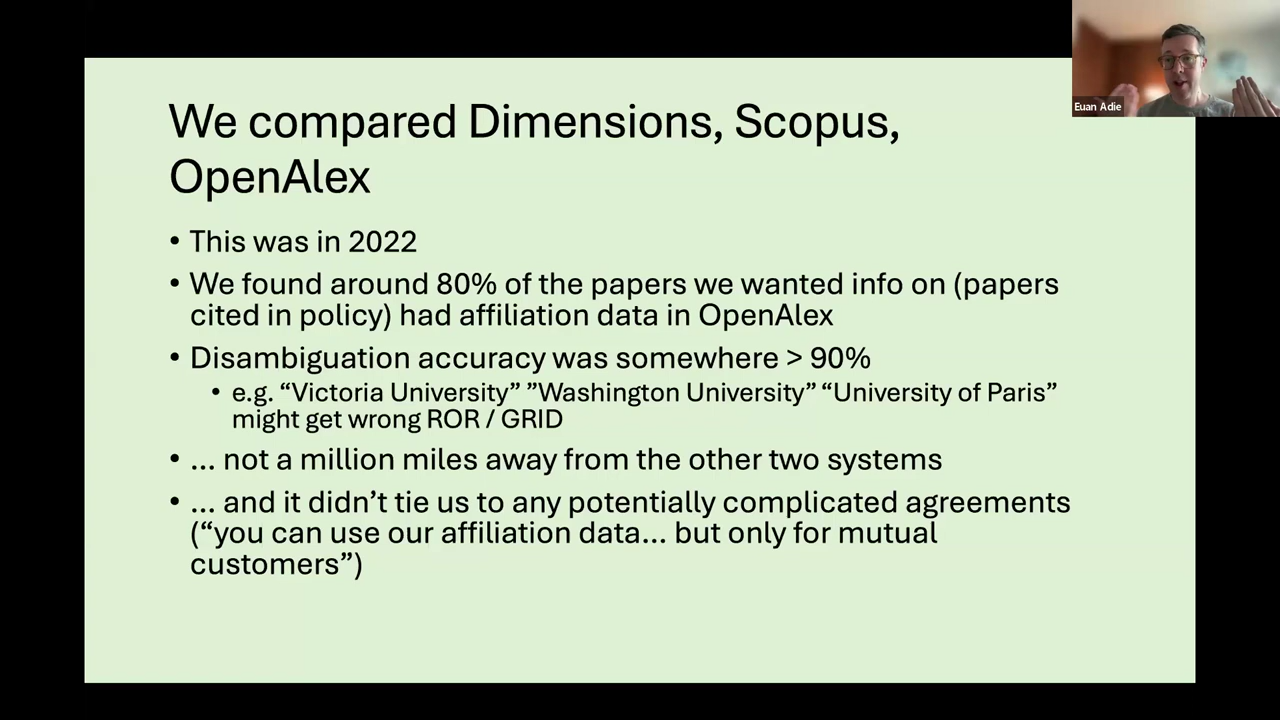 We compared Dimensions, Scopus,
OpenAlex
• This was in 2022
• We found around 80% of the papers we wanted info on (papers
cited in policy) had affiliation data in OpenAlex
• Disambiguation accuracy was somewhere > 90%
• e.g. “Victoria University” ”Washington University” “University of Paris”
might get wrong ROR / GRID
• … not a million miles away from the other two systems
• … and it didn’t tie us to any potentially complicated agreements
(“you can use our affiliation data… but only for mutual
customers”)
Euan Adie